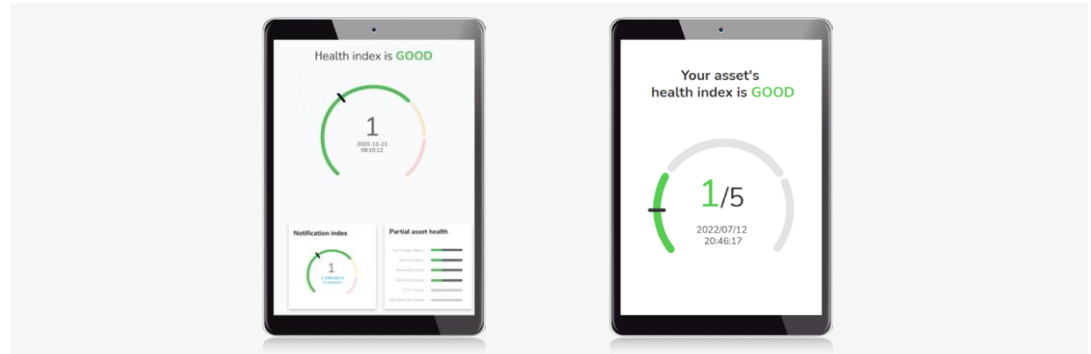 Health index is GOOD
1
2020-12-21
09:10:12
Notification index
1
Partial asset health
Your asset's
health index is GOOD
1/5
2022/07/12
20:46:17